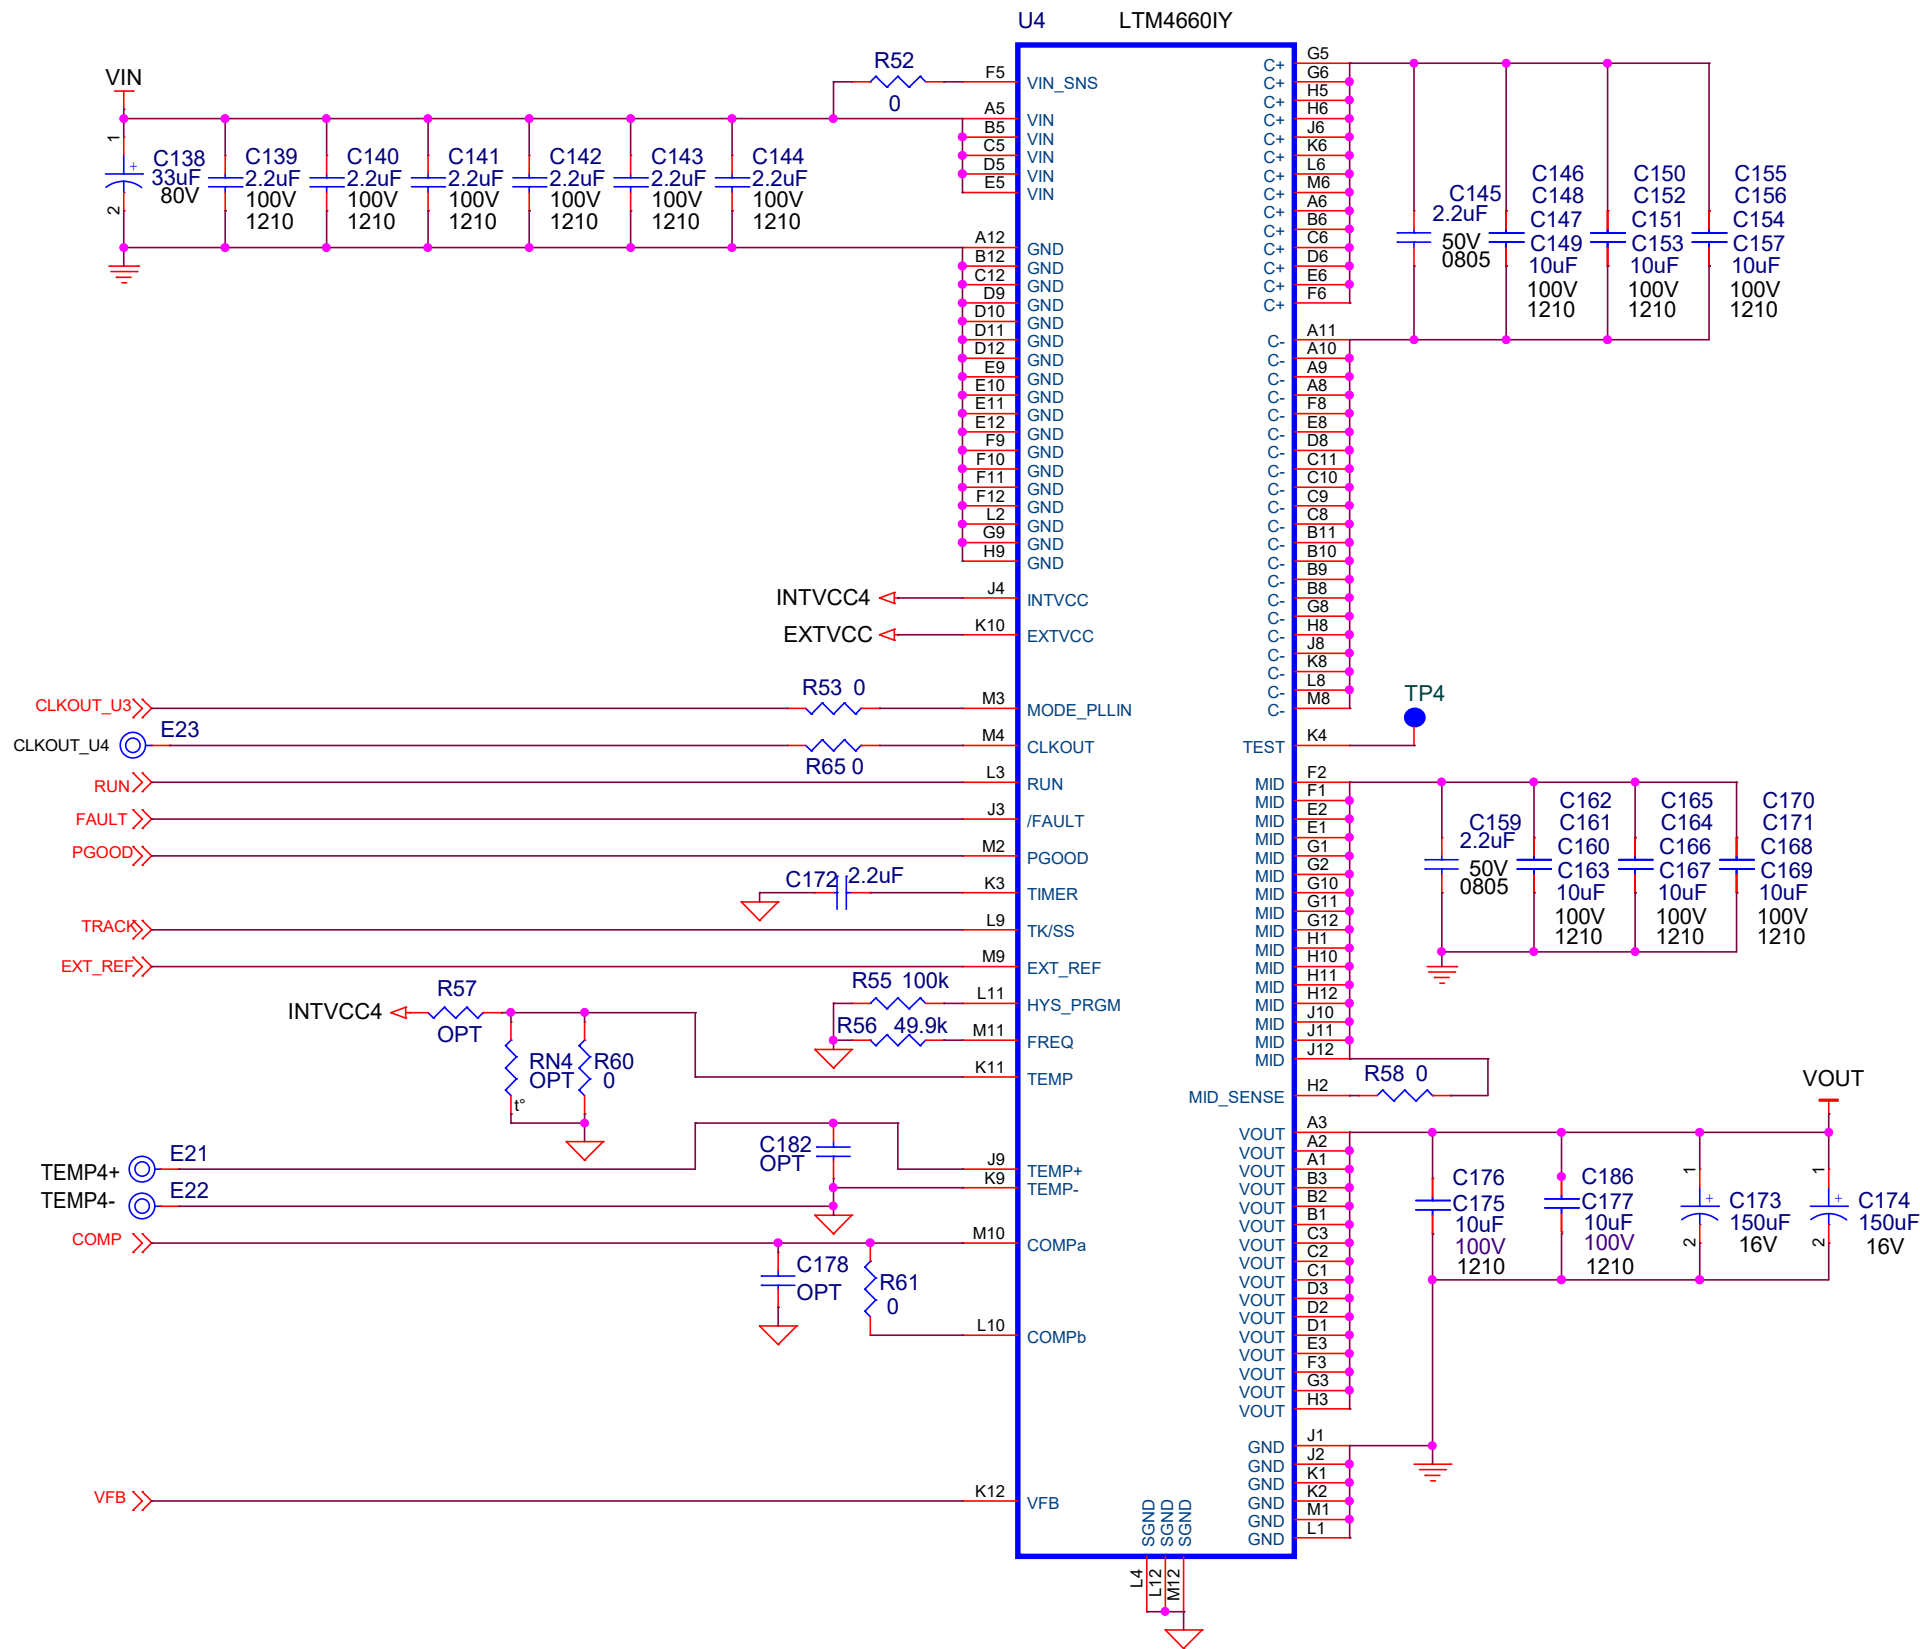 U4 LTM4660IY
VIN
R52
0
F5 VIN_SNS
A5 VIN
B5 VIN
C5 VIN
D5 VIN
E5 VIN
1
2
C138
33uF
80V
+
C139
2.2uF
100V
1210
C140
2.2uF
100V
1210
C141
2.2uF
100V
1210
C142
2.2uF
100V
1210
C143
2.2uF
100V
1210
C144
2.2uF
100V
1210
A12 GND
B12 GND
C12 GND
D9 GND
D10 GND
D11 GND
D12 GND
E9 GND
E10 GND
E11 GND
E12 GND
F9 GND
F10 GND
F11 GND
F12 GND
L2 GND
G9 GND
H9 GND
INTVCC4 J4 INTVCC
EXTVCC K10 EXTVCC
CLKOUT_U3 R53 0 M3 MODE_PLLIN
CLKOUT_U4 E23 R65 0 M4 CLKOUT
RUN L3 RUN
FAULT J3 /FAULT
PGOOD M2 PGOOD
C172 2.2uF K3 TIMER
TRACK L9 TK/SS
EXT_REF M9 EXT_REF
R55 100k L11 HYS_PRGM
R56 49.9k M11 FREQ
INTVCC4
R57
OPT
RN4
OPT
t°
R60
0
K11 TEMP
C182
OPT
TEMP4+ E21 J9 TEMP+
TEMP4- E22 K9 TEMP-
COMP M10 COMPa
C178
OPT
R61
0
L10 COMPb
VFB K12 VFB
SGND SGND SGND
L4 L12 M12
C+ G5
C+ G6
C+ H5
C+ H6
C+ J6
C+ K6
C+ L6
C+ M6
C+ A6
C+ B6
C+ C6
C+ D6
C+ E6
C+ F6
C145
2.2uF
50V
0805
C146
C148
C147
C149
10uF
100V
1210
C150
C152
C151
C153
10uF
100V
1210
C155
C156
C154
C157
10uF
100V
1210
C- A11
C- A10
C- A9
C- A8
C- F8
C- E8
C- D8
C- C11
C- C10
C- C9
C- C8
C- B11
C- B10
C- B9
C- B8
C- G8
C- H8
C- J8
C- K8
C- L8
C- M8
TP4
TEST K4
MID F2
MID F1
MID E2
MID E1
MID G1
MID G2
MID G10
MID G11
MID G12
MID H1
MID H10
MID H11
MID H12
MID J10
MID J11
MID J12
C159
2.2uF
50V
0805
C162
C161
C160
C163
10uF
100V
1210
C165
C164
C166
C167
10uF
100V
1210
C170
C171
C168
C169
10uF
100V
1210
MID_SENSE H2 R58 0
VOUT
VOUT A3
VOUT A2
VOUT A1
VOUT B3
VOUT B2
VOUT B1
VOUT C3
VOUT C2
VOUT C1
VOUT D3
VOUT D2
VOUT D1
VOUT E3
VOUT F3
VOUT G3
VOUT H3
C176
C175
10uF
100V
1210
C186
C177
10uF
100V
1210
1
2
+
C173
150uF
16V
1
2
+
C174
150uF
16V
GND J1
GND J2
GND K1
GND K2
GND M1
GND L1